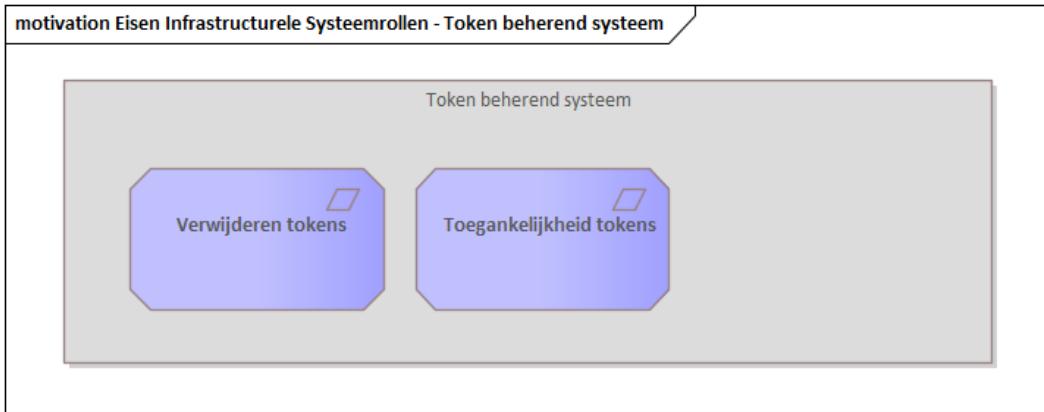 motivation Eisen Infrastructurele Systeemrollen - Token beherend systeem
Token beherend systeem
Verwijderen tokens
Toegankelijkheid tokens